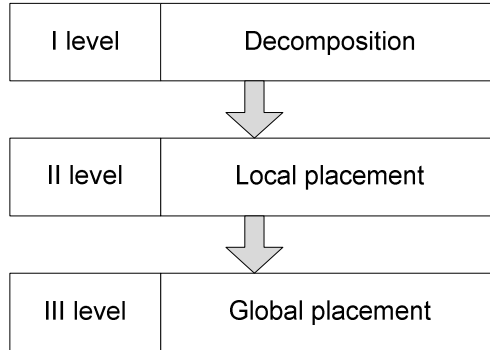 I level Decomposition
II level Local placement
III level Global placement